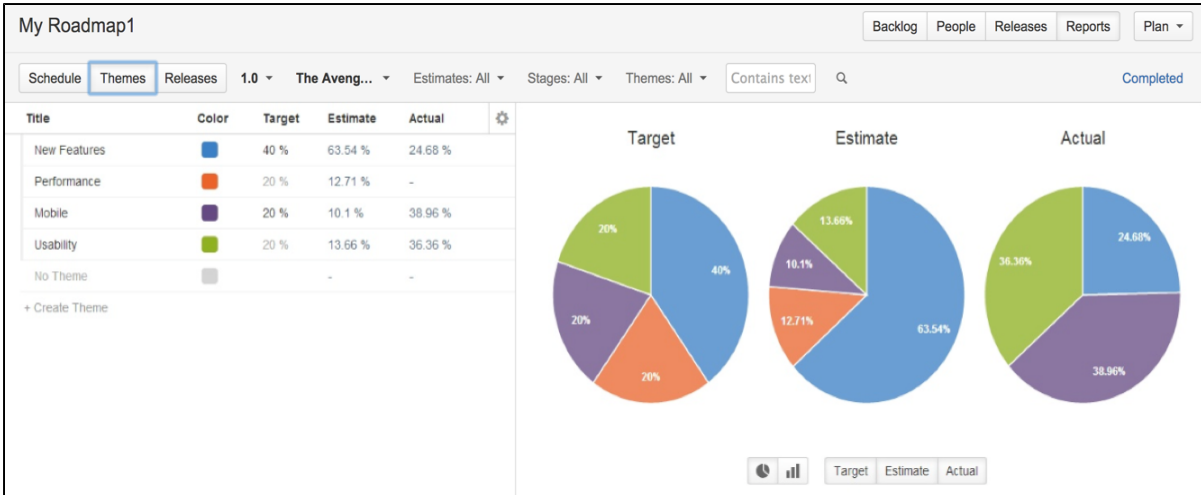 My Roadmap1
Backlog People Releases Reports Plan
Schedule Themes Releases 1.0 The Aveng... Estimates: All Stages: All Themes: All Contains text Completed
Title Color Target Estimate Actual
New Features 40 % 63.54 % 24.68 %
Performance 20 % 12.71 % -
Mobile 20 % 10.1 % 38.96 %
Usability 20 % 13.66 % 36.36 %
No Theme - -
+ Create Theme
Target Estimate Actual
20% 40% 20% 20%
13.66% 10.1% 12.71% 63.54%
24.68% 36.36% 38.96%
Target Estimate Actual